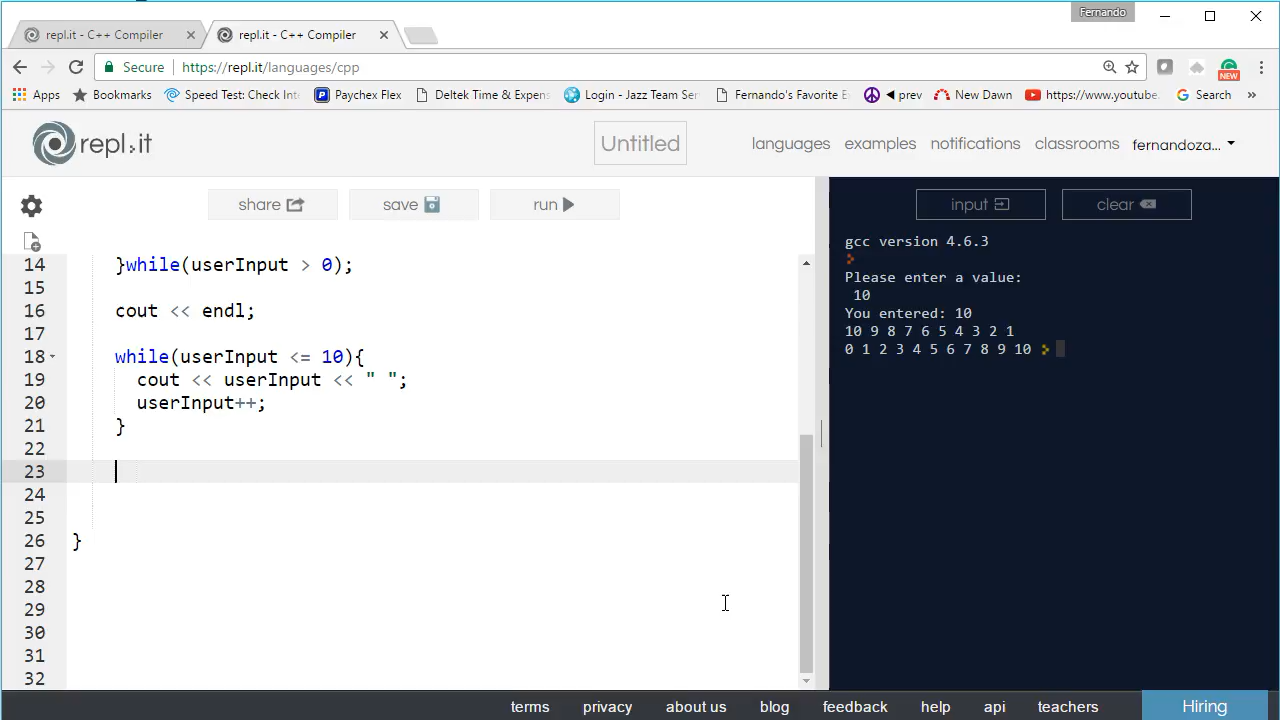 Fernando
repl.it - C++ Compiler repl.it - C++ Compiler
Secure https://repl.it/languages/cpp NEW
Apps Bookmarks Speed Test: Check Inte Paychex Flex Deltek Time & Expens Login - Jazz Team Ser Fernando's Favorite E ◀ prev New Dawn https://www.youtube. Search »
repl.it Untitled languages examples notifications classrooms fernandoza...
share save run input clear
gcc version 4.6.3
Please enter a value:
10
You entered: 10
10 9 8 7 6 5 4 3 2 1
0 1 2 3 4 5 6 7 8 9 10
14 }while(userInput > 0);
15
16 cout << endl;
17
18 while(userInput <= 10){
19 cout << userInput << " ";
20 userInput++;
21 }
22
23
24
25
26 }
27
28
29
30
31
32
terms privacy about us blog feedback help api teachers Hiring